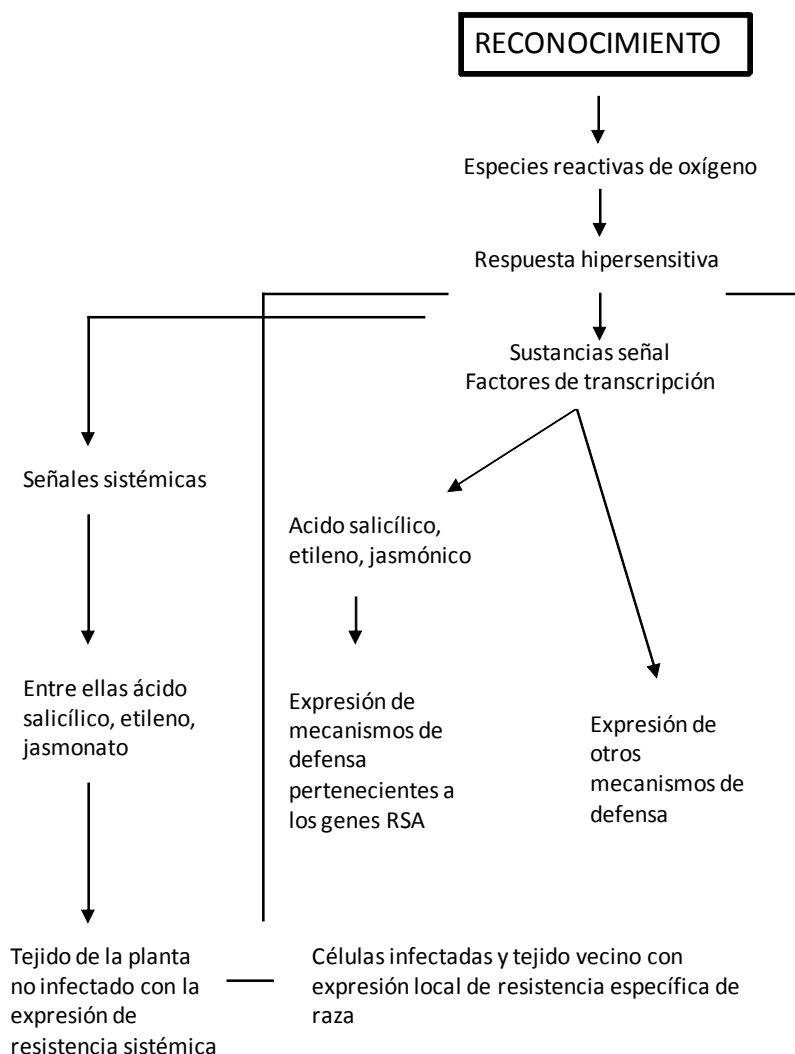 RECONOCIMIENTO
Especies reactivas de oxígeno
Respuesta hipersensitiva
Sustancias señal
Factores de transcripción
Señales sistémicas
Acido salicílico,
etileno, jasmónico
Entre ellas ácido
salicílico, etileno,
jasmonato
Expresión de
mecanismos de
defensa
pertenecientes a
los genes RSA
Expresión de
otros
mecanismos de
defensa
Tejido de la planta
no infectado con la
expresión de
resistencia sistémica
Células infectadas y tejido vecino con
expresión local de resistencia específica de
raza